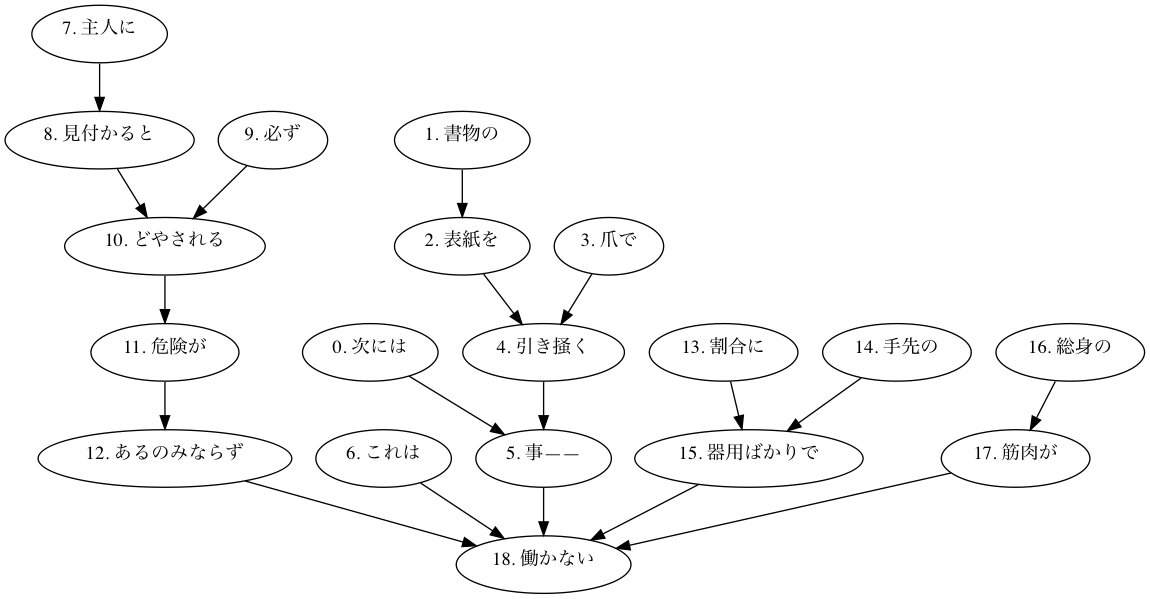 7. 主人に
8. 見付かると
9. 必ず
1. 書物の
10. どやされる
2. 表紙を
3. 爪で
11. 危険が
0. 次には
4. 引き掻く
13. 割合に
14. 手先の
16. 総身の
12. あるのみならず
6. これは
5. 事――
15. 器用ばかりで
17. 筋肉が
18. 働かない